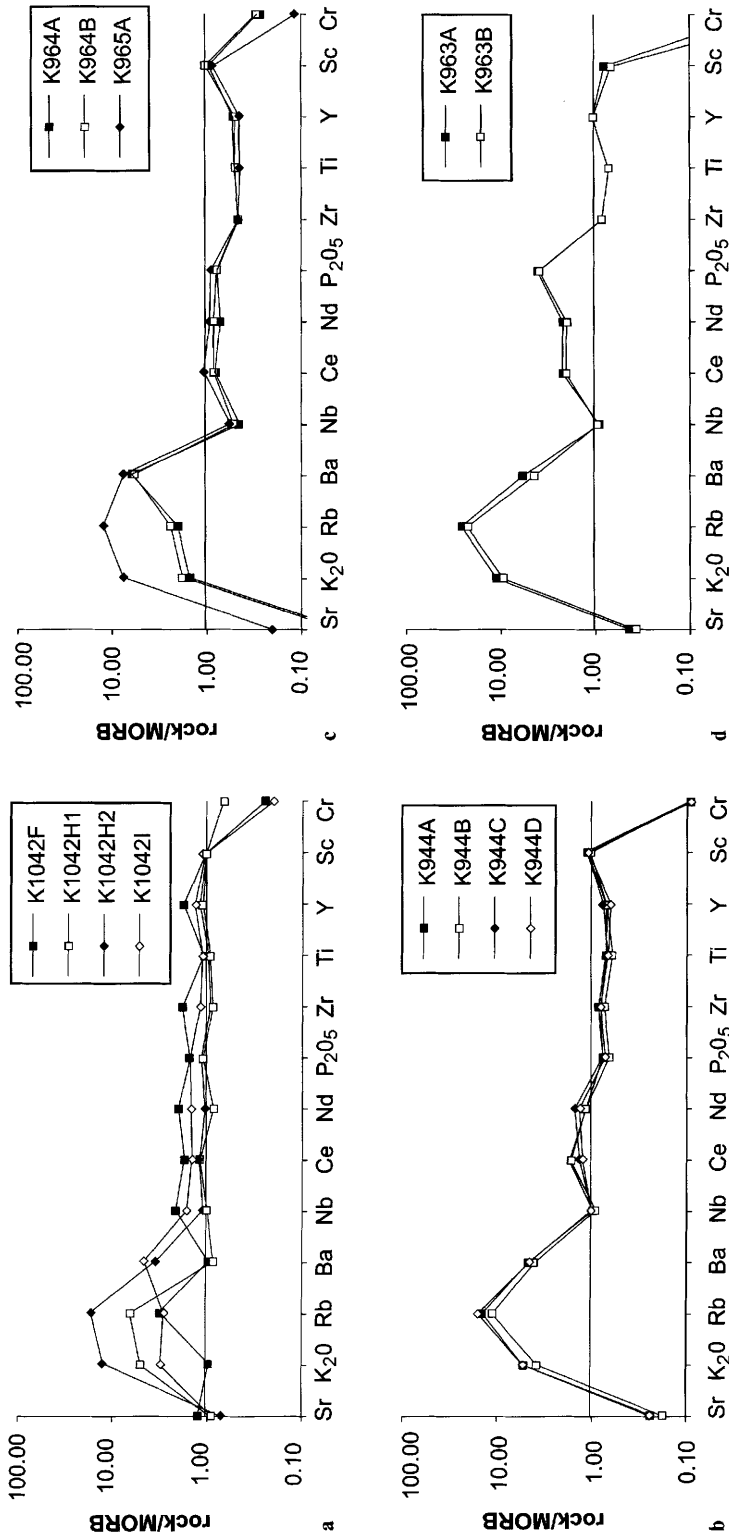 100.00
10.00
1.00
0.10
rock/MORB
Sr K2O Rb Ba Nb Ce Nd P2O5 Zr Ti Y Sc Cr
K1042F
K1042H1
K1042H2
K1042I
a
100.00
10.00
1.00
0.10
rock/MORB
Sr K2O Rb Ba Nb Ce Nd P2O5 Zr Ti Y Sc Cr
K964A
K964B
K965A
c
100.00
10.00
1.00
0.10
rock/MORB
Sr K2O Rb Ba Nb Ce Nd P2O5 Zr Ti Y Sc Cr
K944A
K944B
K944C
K944D
b
100.00
10.00
1.00
0.10
rock/MORB
Sr K2O Rb Ba Nb Ce Nd P2O5 Zr Ti Y Sc Cr
K963A
K963B
d